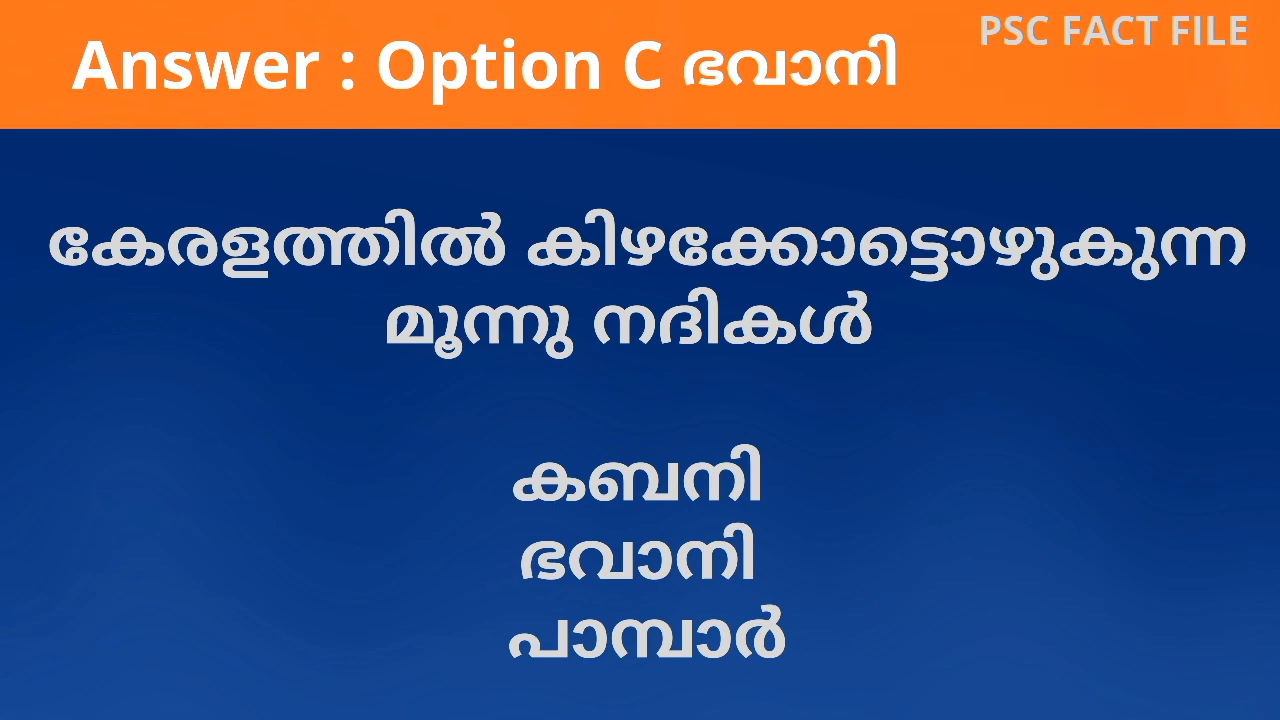 PSC FACT FILE
Answer : Option C ഭവാനി
കേരളത്തിൽ കിഴക്കോട്ടൊഴുകുന്ന
മൂന്നു നദികൾ
കബനി
ഭവാനി
പാമ്പാർ